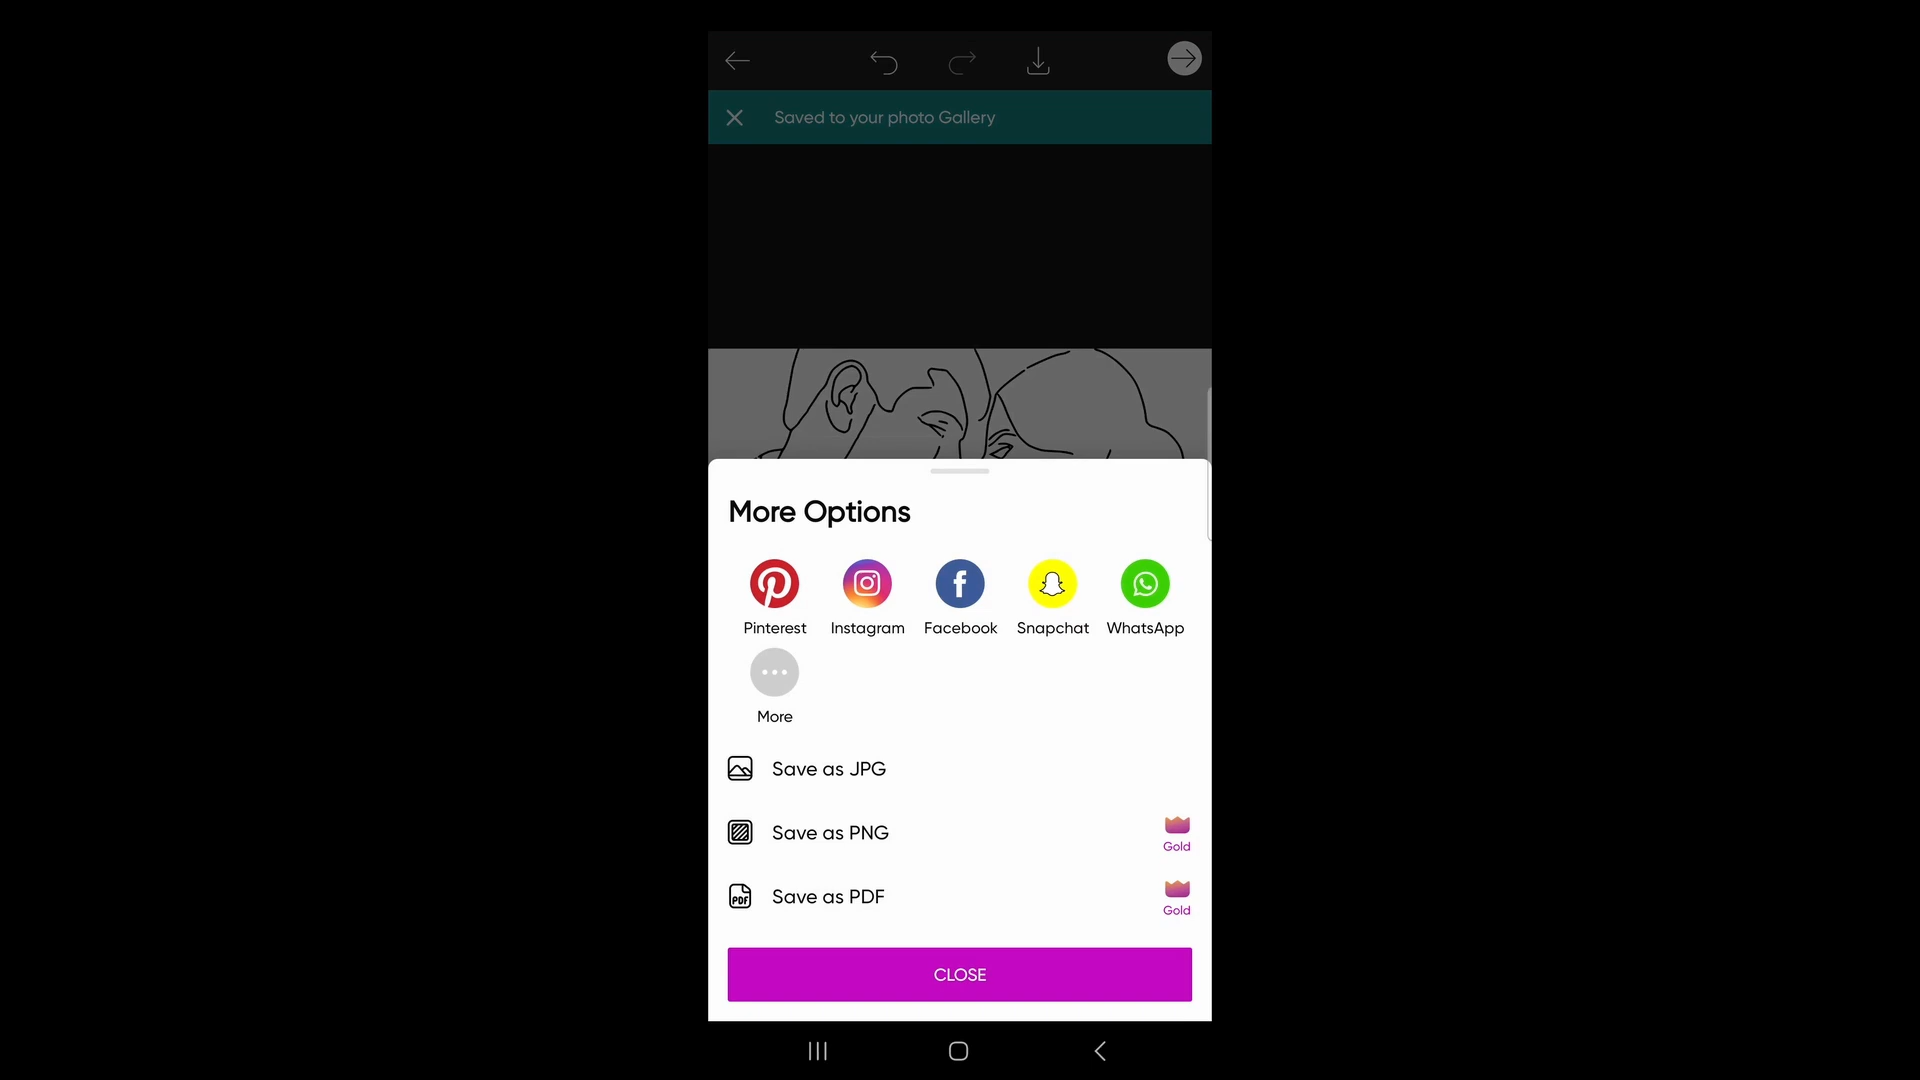 Saved to your photo Gallery
More Options
Pinterest Instagram Facebook Snapchat WhatsApp
More
Save as JPG
Save as PNG
Gold
PDF Save as PDF
Gold
CLOSE